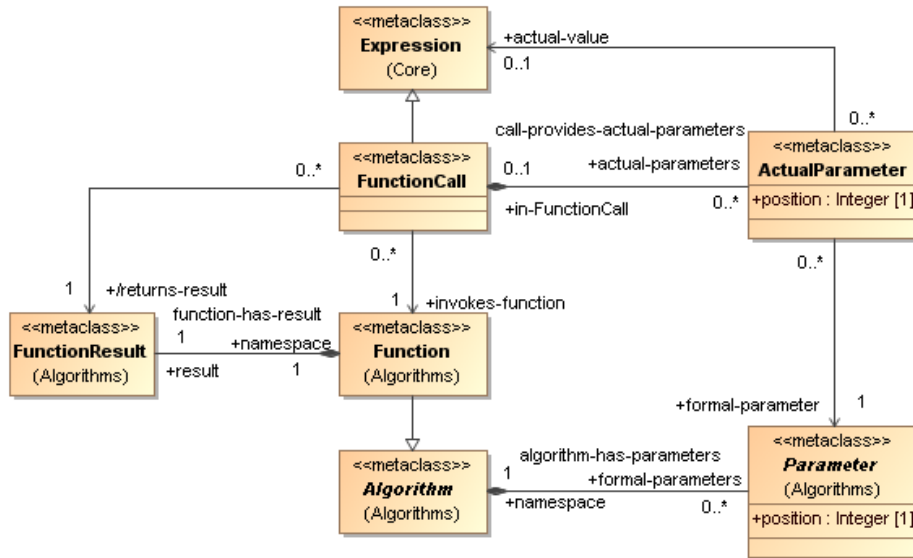 <<metaclass>>
Expression
(Core)
+actual-value
0..1
0..*
call-provides-actual-parameters
<<metaclass>>
FunctionCall
0..*
0..1
+actual-parameters
+in-FunctionCall
0..*
<<metaclass>>
ActualParameter
+position : Integer [1]
0..*
0..*
1
+/returns-result
1
+invokes-function
function-has-result
<<metaclass>>
FunctionResult
(Algorithms)
1
+namespace
+result
1
<<metaclass>>
Function
(Algorithms)
+formal-parameter
1
<<metaclass>>
Algorithm
(Algorithms)
algorithm-has-parameters
1
+formal-parameters
+namespace
0..*
<<metaclass>>
Parameter
(Algorithms)
+position : Integer [1]